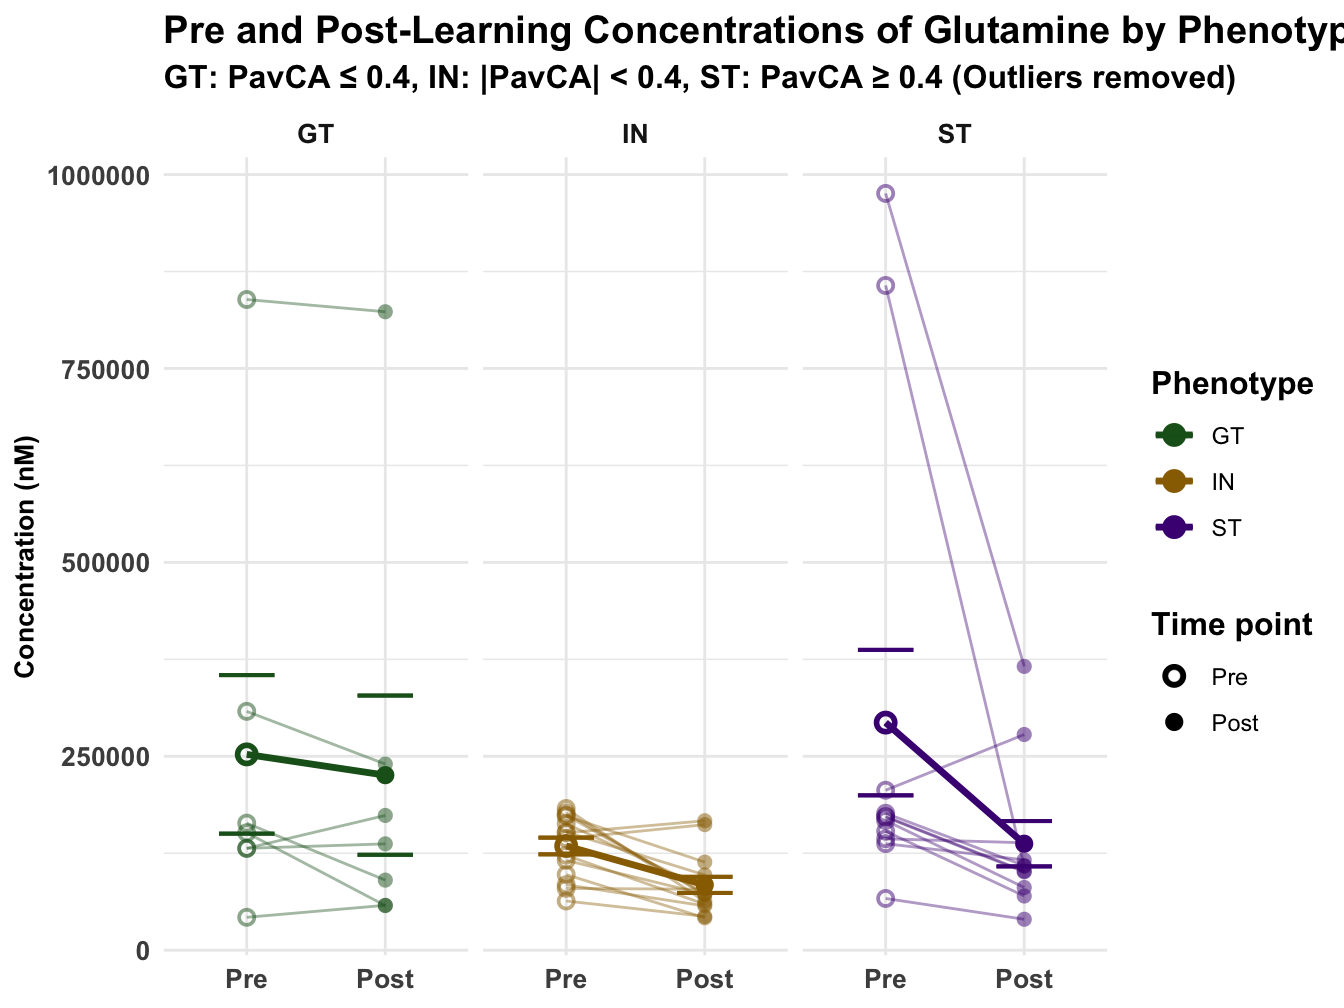 Pre and Post-Learning Concentrations of Glutamine by Phenotyp
GT: PavCA ≤ 0.4, IN: |PavCA| < 0.4, ST: PavCA ≥ 0.4 (Outliers removed)
GT IN ST
1000000
750000
500000
250000
0
Concentration (nM)
Pre Post Pre Post Pre Post
Phenotype
GT
IN
ST
Time point
Pre
Post